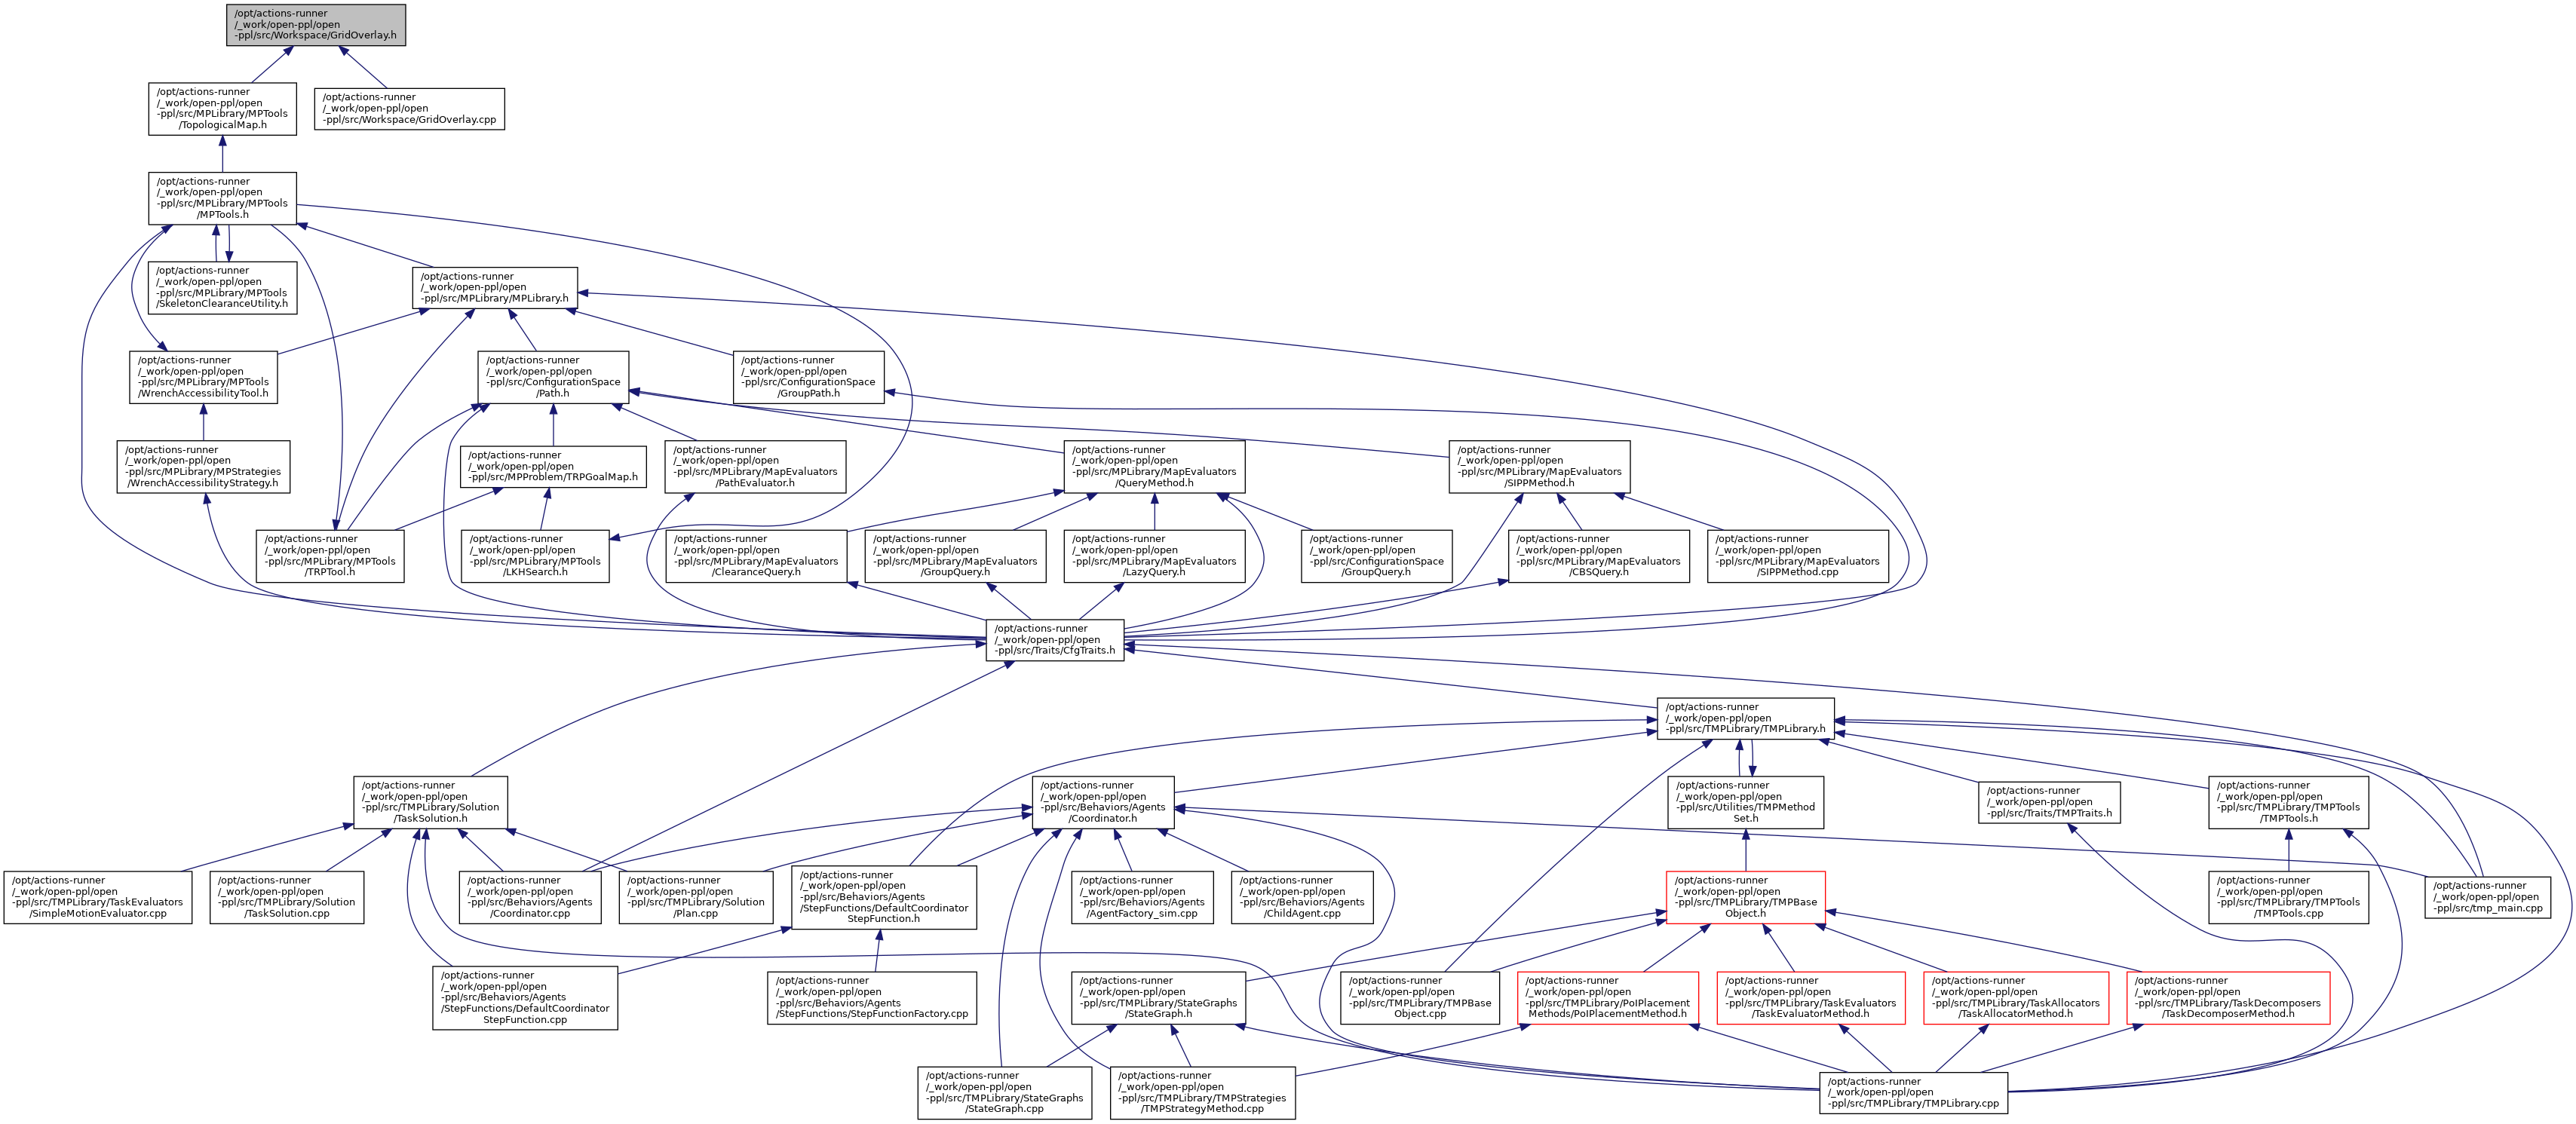 /opt/actions-runner
/_work/open-ppl/open
-ppl/src/Workspace/GridOverlay.h
/opt/actions-runner
/_work/open-ppl/open
-ppl/src/MPLibrary/MPTools
/TopologicalMap.h
/opt/actions-runner
/_work/open-ppl/open
-ppl/src/Workspace/GridOverlay.cpp
/opt/actions-runner
/_work/open-ppl/open
-ppl/src/MPLibrary/MPTools
/MPTools.h
/opt/actions-runner
/_work/open-ppl/open
-ppl/src/MPLibrary/MPTools
/SkeletonClearanceUtility.h
/opt/actions-runner
/_work/open-ppl/open
-ppl/src/MPLibrary/MPLibrary.h
/opt/actions-runner
/_work/open-ppl/open
-ppl/src/MPLibrary/MPTools
/WrenchAccessibilityTool.h
/opt/actions-runner
/_work/open-ppl/open
-ppl/src/ConfigurationSpace
/Path.h
/opt/actions-runner
/_work/open-ppl/open
-ppl/src/ConfigurationSpace
/GroupPath.h
/opt/actions-runner
/_work/open-ppl/open
-ppl/src/MPLibrary/MPStrategies
/WrenchAccessibilityStrategy.h
/opt/actions-runner
/_work/open-ppl/open
-ppl/src/MPProblem/TRPGoalMap.h
/opt/actions-runner
/_work/open-ppl/open
-ppl/src/MPLibrary/MapEvaluators
/PathEvaluator.h
/opt/actions-runner
/_work/open-ppl/open
-ppl/src/MPLibrary/MapEvaluators
/QueryMethod.h
/opt/actions-runner
/_work/open-ppl/open
-ppl/src/MPLibrary/MapEvaluators
/SIPPMethod.h
/opt/actions-runner
/_work/open-ppl/open
-ppl/src/MPLibrary/MPTools
/TRPTool.h
/opt/actions-runner
/_work/open-ppl/open
-ppl/src/MPLibrary/MPTools
/LKHSearch.h
/opt/actions-runner
/_work/open-ppl/open
-ppl/src/MPLibrary/MapEvaluators
/ClearanceQuery.h
/opt/actions-runner
/_work/open-ppl/open
-ppl/src/MPLibrary/MapEvaluators
/GroupQuery.h
/opt/actions-runner
/_work/open-ppl/open
-ppl/src/MPLibrary/MapEvaluators
/LazyQuery.h
/opt/actions-runner
/_work/open-ppl/open
-ppl/src/ConfigurationSpace
/GroupQuery.h
/opt/actions-runner
/_work/open-ppl/open
-ppl/src/MPLibrary/MapEvaluators
/CBSQuery.h
/opt/actions-runner
/_work/open-ppl/open
-ppl/src/MPLibrary/MapEvaluators
/SIPPMethod.cpp
/opt/actions-runner
/_work/open-ppl/open
-ppl/src/Traits/CfgTraits.h
/opt/actions-runner
/_work/open-ppl/open
-ppl/src/TMPLibrary/TMPLibrary.h
/opt/actions-runner
/_work/open-ppl/open
-ppl/src/TMPLibrary/Solution
/TaskSolution.h
/opt/actions-runner
/_work/open-ppl/open
-ppl/src/Behaviors/Agents
/Coordinator.h
/opt/actions-runner
/_work/open-ppl/open
-ppl/src/Utilities/TMPMethod
Set.h
/opt/actions-runner
/_work/open-ppl/open
-ppl/src/Traits/TMPTraits.h
/opt/actions-runner
/_work/open-ppl/open
-ppl/src/TMPLibrary/TMPTools
/TMPTools.h
/opt/actions-runner
/_work/open-ppl/open
-ppl/src/TMPLibrary/TaskEvaluators
/SimpleMotionEvaluator.cpp
/opt/actions-runner
/_work/open-ppl/open
-ppl/src/TMPLibrary/Solution
/TaskSolution.cpp
/opt/actions-runner
/_work/open-ppl/open
-ppl/src/Behaviors/Agents
/Coordinator.cpp
/opt/actions-runner
/_work/open-ppl/open
-ppl/src/TMPLibrary/Solution
/Plan.cpp
/opt/actions-runner
/_work/open-ppl/open
-ppl/src/Behaviors/Agents
/StepFunctions/DefaultCoordinator
StepFunction.h
/opt/actions-runner
/_work/open-ppl/open
-ppl/src/Behaviors/Agents
/AgentFactory_sim.cpp
/opt/actions-runner
/_work/open-ppl/open
-ppl/src/Behaviors/Agents
/ChildAgent.cpp
/opt/actions-runner
/_work/open-ppl/open
-ppl/src/TMPLibrary/TMPBase
Object.h
/opt/actions-runner
/_work/open-ppl/open
-ppl/src/TMPLibrary/TMPTools
/TMPTools.cpp
/opt/actions-runner
/_work/open-ppl/open
-ppl/src/tmp_main.cpp
/opt/actions-runner
/_work/open-ppl/open
-ppl/src/Behaviors/Agents
/StepFunctions/DefaultCoordinator
StepFunction.cpp
/opt/actions-runner
/_work/open-ppl/open
-ppl/src/Behaviors/Agents
/StepFunctions/StepFunctionFactory.cpp
/opt/actions-runner
/_work/open-ppl/open
-ppl/src/TMPLibrary/StateGraphs
/StateGraph.h
/opt/actions-runner
/_work/open-ppl/open
-ppl/src/TMPLibrary/TMPBase
Object.cpp
/opt/actions-runner
/_work/open-ppl/open
-ppl/src/TMPLibrary/PoIPlacement
Methods/PoIPlacementMethod.h
/opt/actions-runner
/_work/open-ppl/open
-ppl/src/TMPLibrary/TaskEvaluators
/TaskEvaluatorMethod.h
/opt/actions-runner
/_work/open-ppl/open
-ppl/src/TMPLibrary/TaskAllocators
/TaskAllocatorMethod.h
/opt/actions-runner
/_work/open-ppl/open
-ppl/src/TMPLibrary/TaskDecomposers
/TaskDecomposerMethod.h
/opt/actions-runner
/_work/open-ppl/open
-ppl/src/TMPLibrary/StateGraphs
/StateGraph.cpp
/opt/actions-runner
/_work/open-ppl/open
-ppl/src/TMPLibrary/TMPStrategies
/TMPStrategyMethod.cpp
/opt/actions-runner
/_work/open-ppl/open
-ppl/src/TMPLibrary/TMPLibrary.cpp